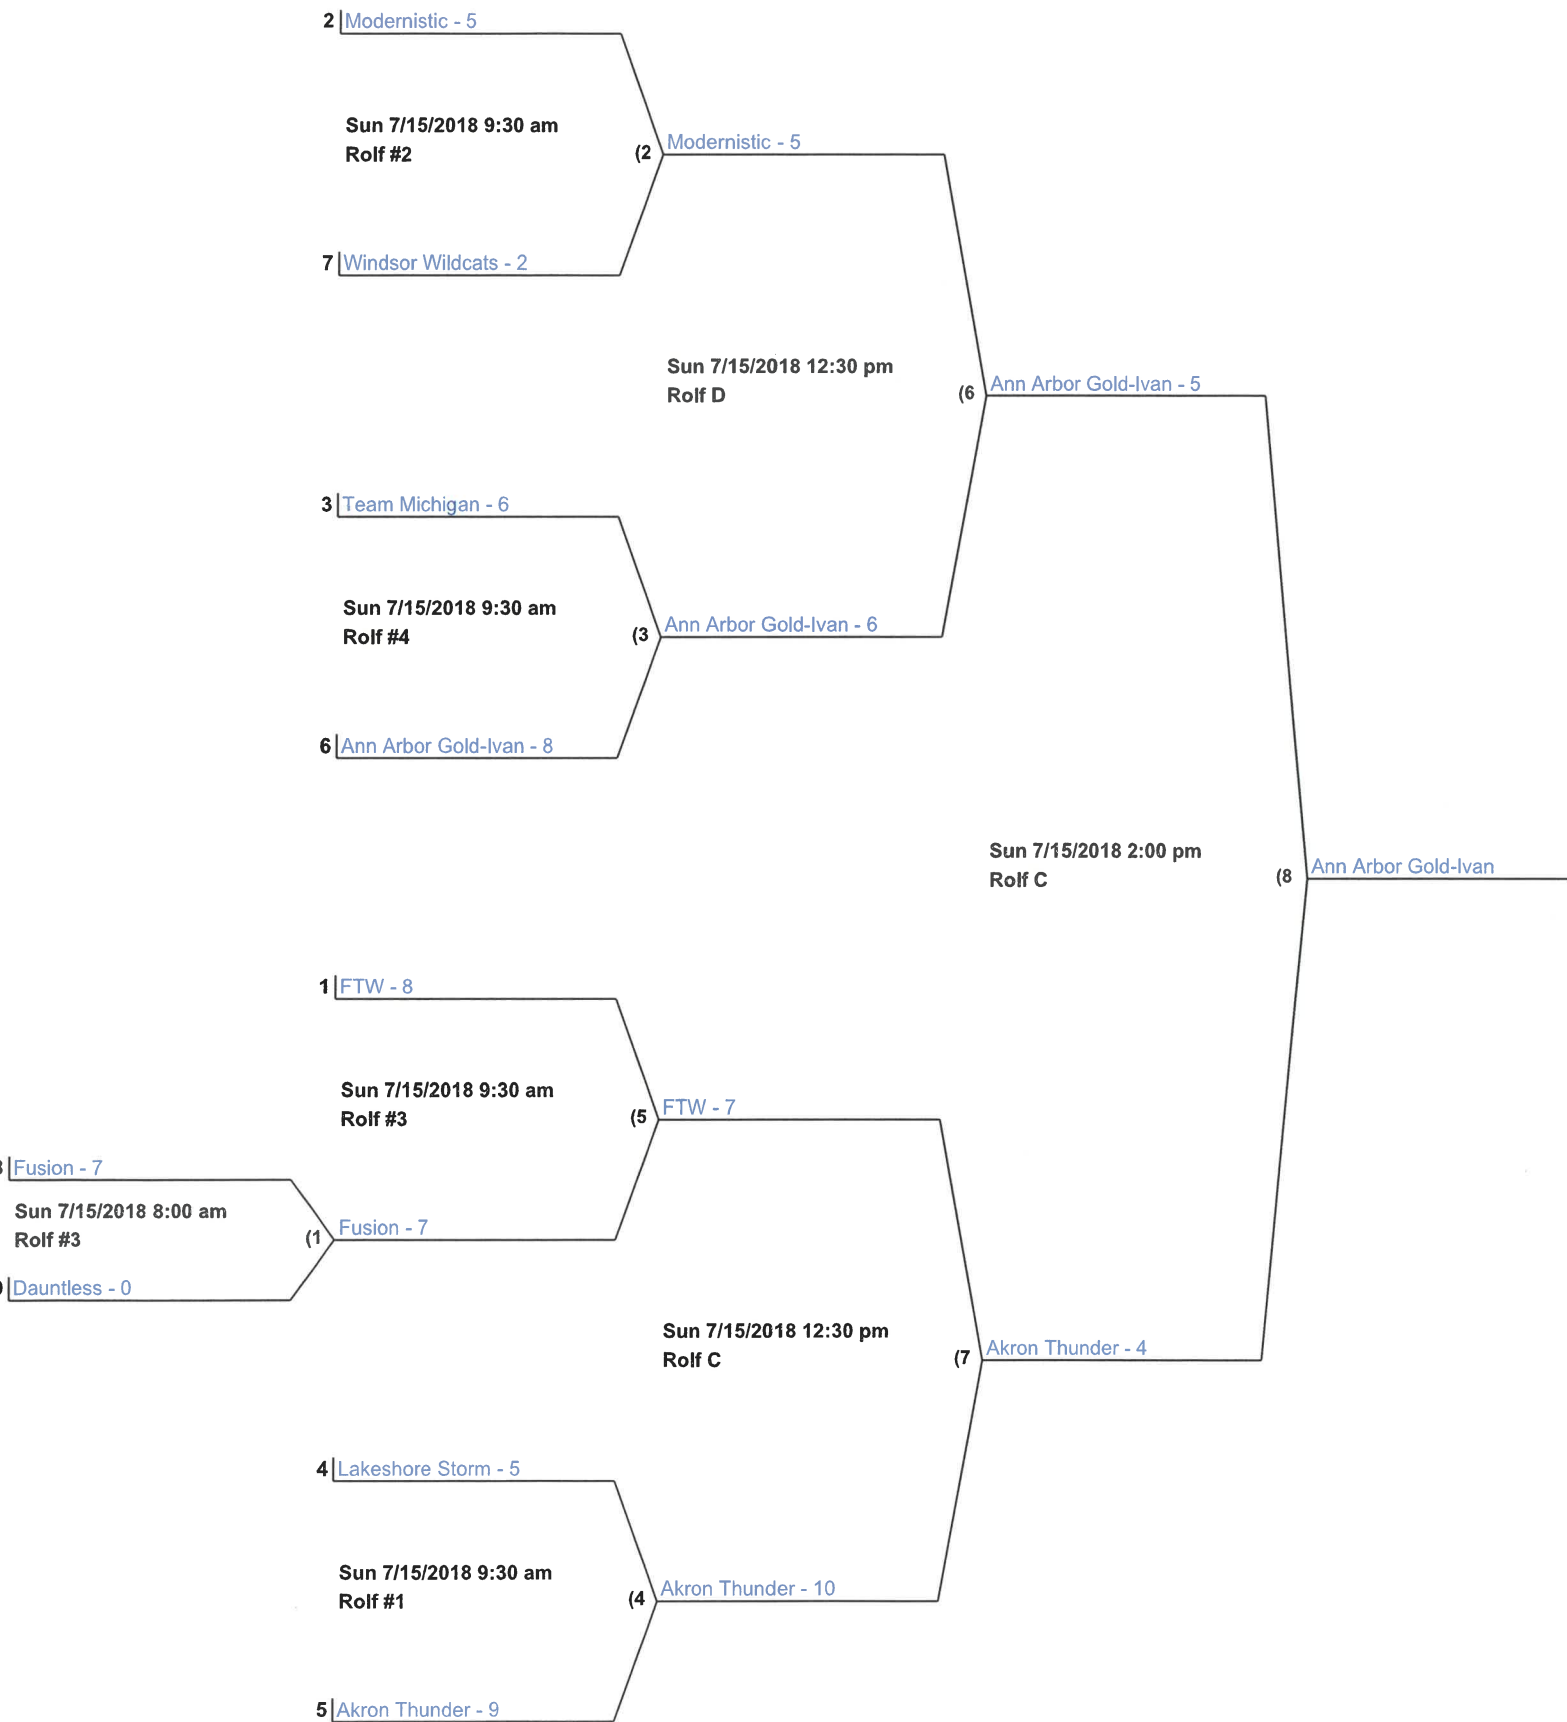 2 Modernistic - 5
Sun 7/15/2018 9:30 am
Rolf #2
(2 Modernistic - 5
7 Windsor Wildcats - 2
Sun 7/15/2018 12:30 pm
Rolf D
(6 Ann Arbor Gold-Ivan - 5
3 Team Michigan - 6
Sun 7/15/2018 9:30 am
Rolf #4
(3 Ann Arbor Gold-Ivan - 6
6 Ann Arbor Gold-Ivan - 8
Sun 7/15/2018 2:00 pm
Rolf C
(8 Ann Arbor Gold-Ivan
1 FTW - 8
Sun 7/15/2018 9:30 am
Rolf #3
(5 FTW - 7
Fusion - 7
Sun 7/15/2018 8:00 am
Rolf #3
(1 Fusion - 7
Dauntless - 0
Sun 7/15/2018 12:30 pm
Rolf C
(7 Akron Thunder - 4
4 Lakeshore Storm - 5
Sun 7/15/2018 9:30 am
Rolf #1
(4 Akron Thunder - 10
5 Akron Thunder - 9